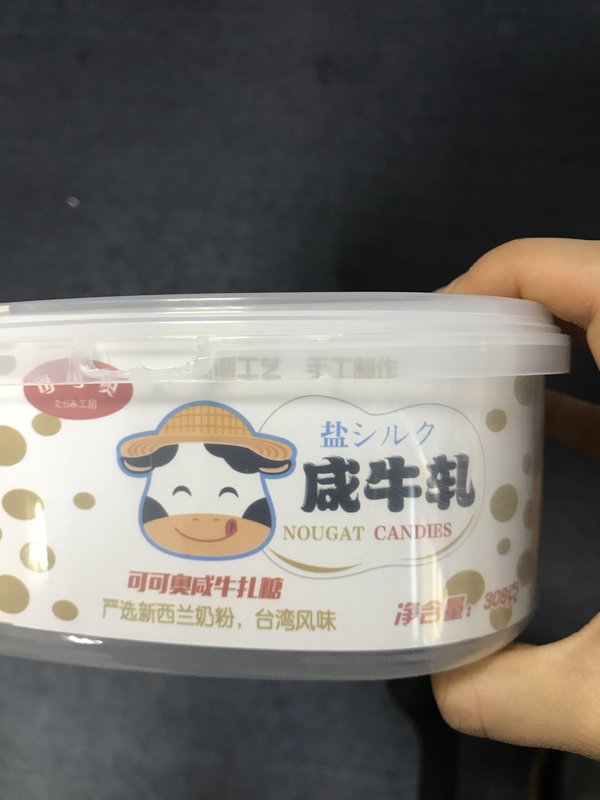 工艺 手工制作
たらみ工房
盐シルク
咸牛轧
NOUGAT CANDIES
可可奥咸牛扎糖
严选新西兰奶粉，台湾风味
净含量：308克